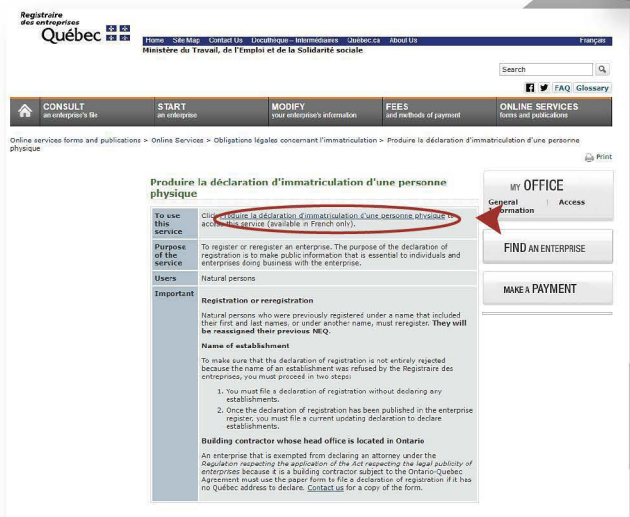 Registraire
des entreprises
Québec
Home Site Map Contact Us Docuthèque – Intermédiaires Québec.ca About Us Français
Ministère du Travail, de l'Emploi et de la Solidarité sociale
Search
FAQ Glossary
CONSULT
an enterprise's file
START
an enterprise
MODIFY
your enterprise's information
FEES
and methods of payment
ONLINE SERVICES
forms and publications
Online services forms and publications > Online Services > Obligations légales concernant l'immatriculation > Produire la déclaration d'immatriculation d'une personne
physique
Print
Produire la déclaration d'immatriculation d'une personne
physique
To use
this
service
Click Produire la déclaration d'immatriculation d'une personne physique to
access this service (available in French only).
Purpose
of the
service
To register or reregister an enterprise. The purpose of the declaration of
registration is to make public information that is essential to individuals and
enterprises doing business with the enterprise.
Users
Natural persons
Important
Registration or reregistration
Natural persons who were previously registered under a name that included
their first and last names, or under another name, must reregister. They will
be reassigned their previous NEQ.
Name of establishment
To make sure that the declaration of registration is not entirely rejected
because the name of an establishment was refused by the Registraire des
entreprises, you must proceed in two steps:
1. You must file a declaration of registration without declaring any
establishments.
2. Once the declaration of registration has been published in the enterprise
register, you must file a current updating declaration to declare
establishments.
Building contractor whose head office is located in Ontario
An enterprise that is exempted from declaring an attorney under the
Regulation respecting the application of the Act respecting the legal publicity of
enterprises because it is a building contractor subject to the Ontario-Quebec
Agreement must use the paper form to file a declaration of registration if it has
no Québec address to declare. Contact us for a copy of the form.
MY OFFICE
General | Access
Information
FIND AN ENTERPRISE
MAKE A PAYMENT